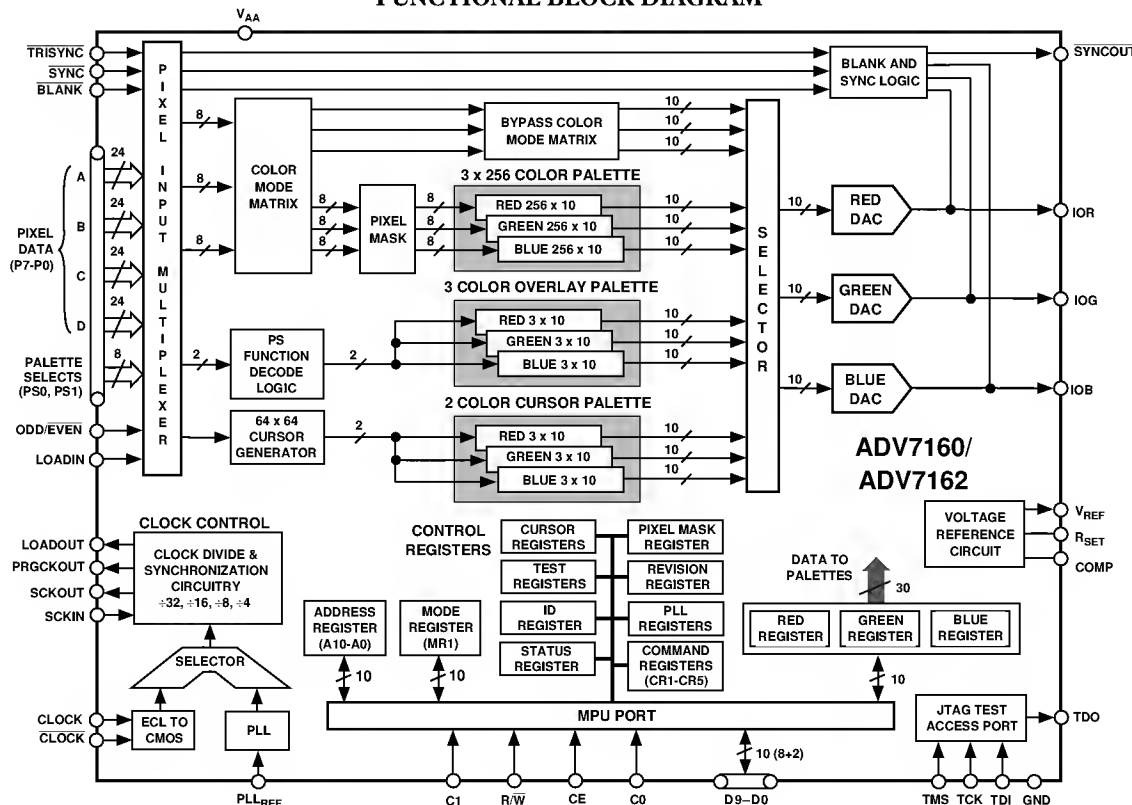 FUNCTIONAL BLOCK DIAGRAM
VAA
TRISYNC
SYNC
BLANK
SYNCOUT
PIXEL INPUT MULTIPLEXER
BLANK AND
SYNC LOGIC
8
8
8
COLOR
MODE
MATRIX
BYPASS COLOR
MODE MATRIX
10
10
10
24
A
24
B
24
C
24
D
PIXEL
DATA
(P7-P0)
8
8
8
PIXEL
MASK
8
8
8
3 x 256 COLOR PALETTE
RED 256 x 10
GREEN 256 x 10
BLUE 256 x 10
10
10
10
SELECTOR
10
RED
DAC
IOR
10
GREEN
DAC
IOG
10
BLUE
DAC
IOB
8
PALETTE
SELECTS
(PS0, PS1)
2
PS
FUNCTION
DECODE
LOGIC
2
3 COLOR OVERLAY PALETTE
RED 3 x 10
GREEN 3 x 10
BLUE 3 x 10
10
10
10
ODD/EVEN
LOADIN
64 x 64
CURSOR
GENERATOR
2
2 COLOR CURSOR PALETTE
RED 3 x 10
GREEN 3 x 10
BLUE 3 x 10
10
10
10
ADV7160/
ADV7162
VOLTAGE
REFERENCE
CIRCUIT
VREF
RSET
COMP
CLOCK CONTROL
LOADOUT
PRGCKOUT
SCKOUT
SCKIN
CLOCK DIVIDE &
SYNCHRONIZATION
CIRCUITRY
÷32, ÷16, ÷8, ÷4
SELECTOR
CLOCK
CLOCK
ECL TO
CMOS
PLL
PLLREF
CONTROL
REGISTERS
CURSOR
REGISTERS
PIXEL MASK
REGISTER
TEST
REGISTERS
REVISION
REGISTER
ID
REGISTER
PLL
REGISTERS
STATUS
REGISTER
COMMAND
REGISTERS
(CR1-CR5)
ADDRESS
REGISTER
(A10-A0)
MODE
REGISTER
(MR1)
10
10
DATA TO
PALETTES
30
RED
REGISTER
GREEN
REGISTER
BLUE
REGISTER
10
MPU PORT
10 (8+2)
C1
R/W
CE
C0
D9–D0
JTAG TEST
ACCESS PORT
TDO
TMS
TCK
TDI
GND